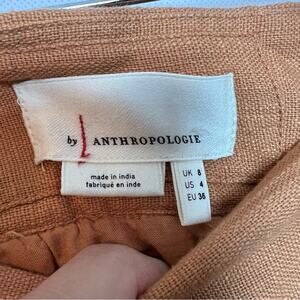 by ANTHROPOLOGIE
made in india
fabriqué en inde
UK 8
US 4
EU 36